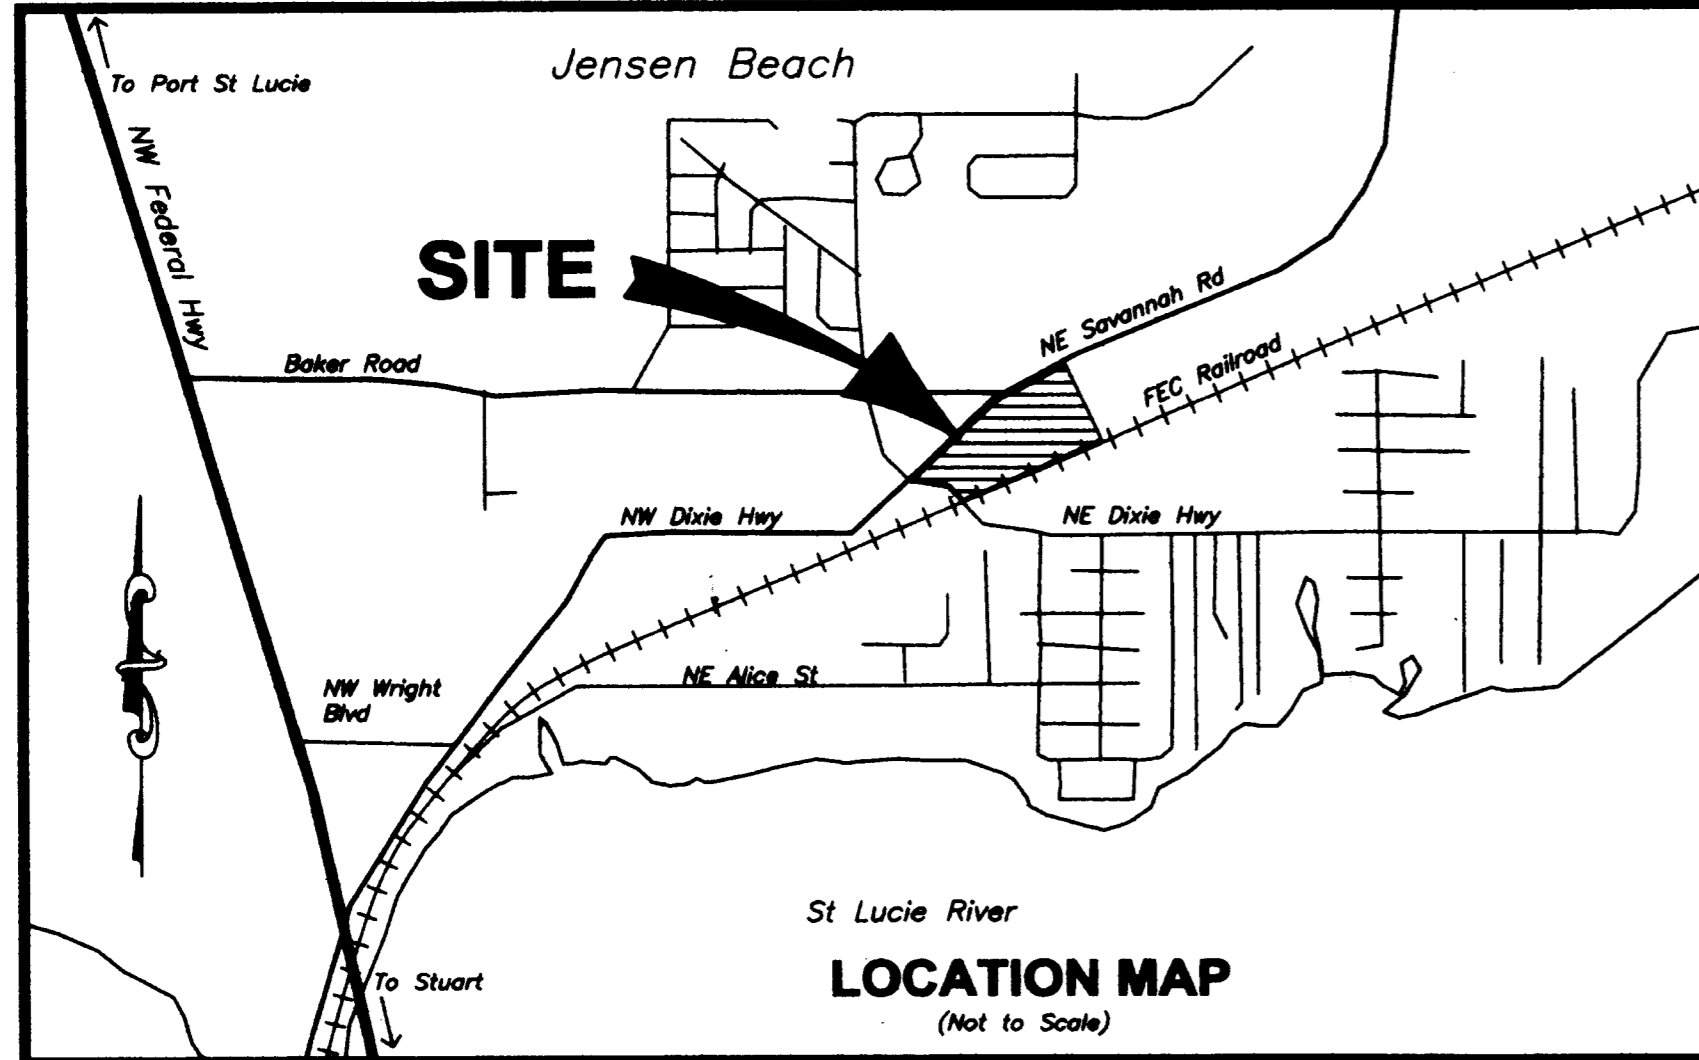 Jensen Beach
To Port St Lucie
NW Federal Hwy
SITE
NE Savannah Rd
FEC Railroad
Baker Road
NW Dixie Hwy
NE Dixie Hwy
NW Wright
Blvd
NE Alice St
St Lucie River
To Stuart
LOCATION MAP
(Not to Scale)